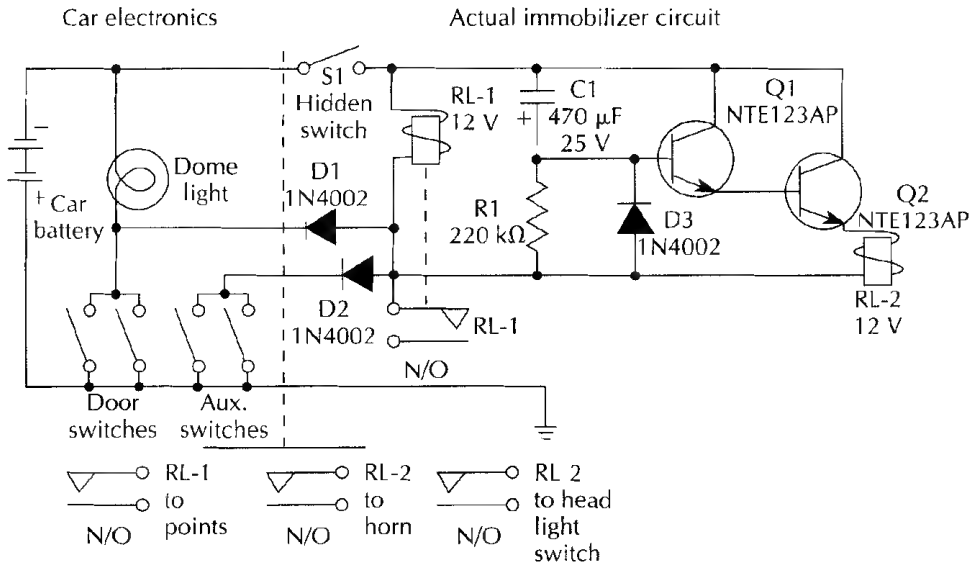 Car electronics
Actual immobilizer circuit
S1
Hidden
switch
RL-1
12 V
C1
+ 470 µF
25 V
Q1
NTE123AP
−
+ Car
battery
Dome
light
D1
1N4002
R1
220 kΩ
D3
1N4002
Q2
NTE123AP
D2
1N4002
RL-1
N/O
RL-2
12 V
Door
switches
Aux.
switches
RL-1
to
points
N/O
RL-2
to
horn
N/O
RL 2
to head
light
switch
N/O